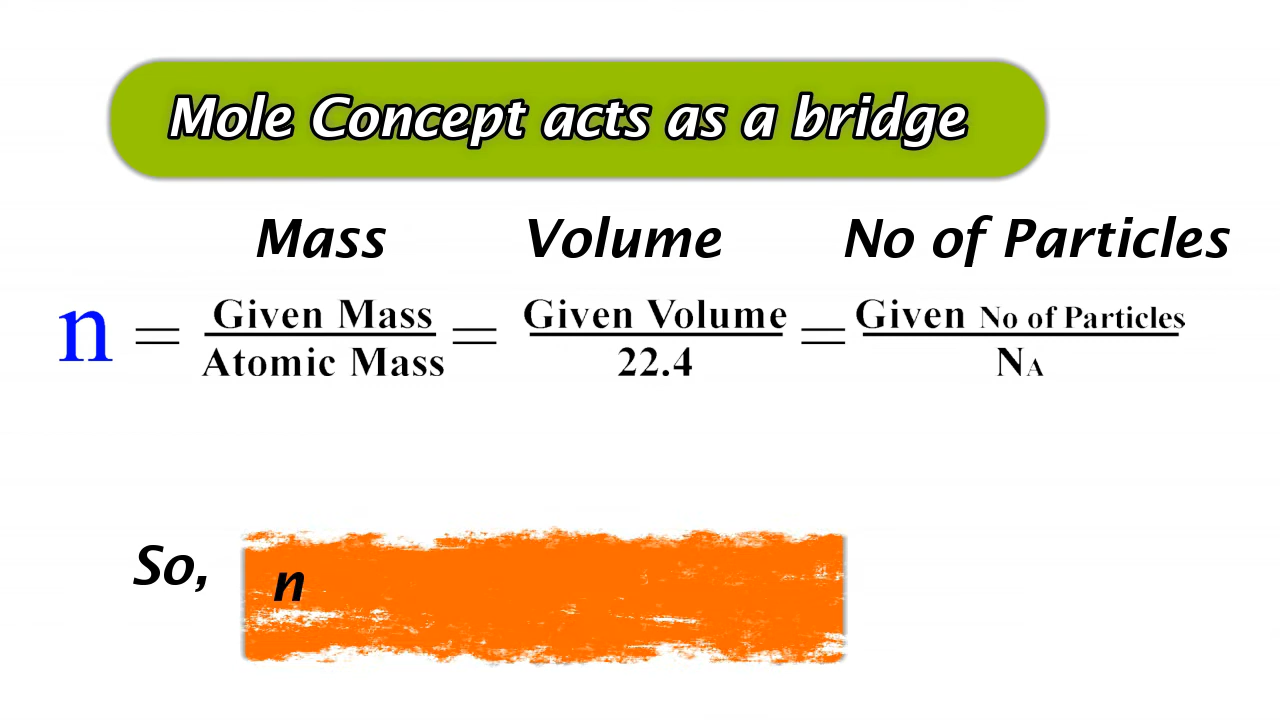 Mole Concept acts as a bridge
Mass Volume No of Particles
n = Given Mass / Atomic Mass = Given Volume / 22.4 = Given No of Particles / NA
So, n